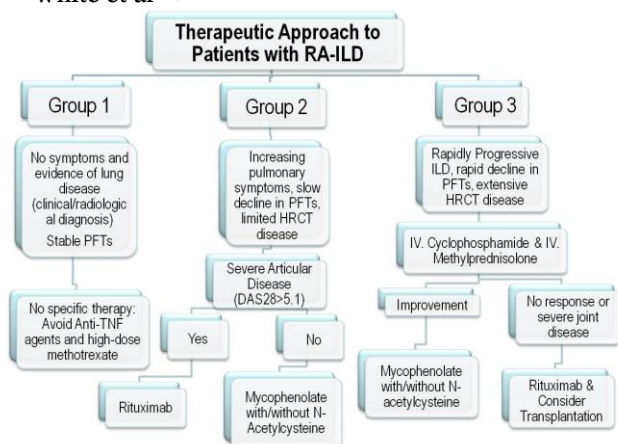 white et al
Therapeutic Approach to
Patients with RA-ILD
Group 1
Group 2
Group 3
No symptoms and
evidence of lung
disease
(clinical/radiologic
al diagnosis)
Stable PFTs
Increasing
pulmonary
symptoms, slow
decline in PFTs,
limited HRCT
disease
Rapidly Progressive
ILD, rapid decline in
PFTs, extensive
HRCT disease
Severe Articular
Disease
(DAS28>5.1)
IV. Cyclophosphamide & IV.
Methylprednisolone
No specific therapy:
Avoid Anti-TNF
agents and high-dose
methotrexate
Yes
No
Improvement
No response or
severe joint
disease
Rituximab
Mycophenolate
with/without N-
Acetylcysteine
Mycophenolate
with/without N-
acetylcysteine
Rituximab &
Consider
Transplantation